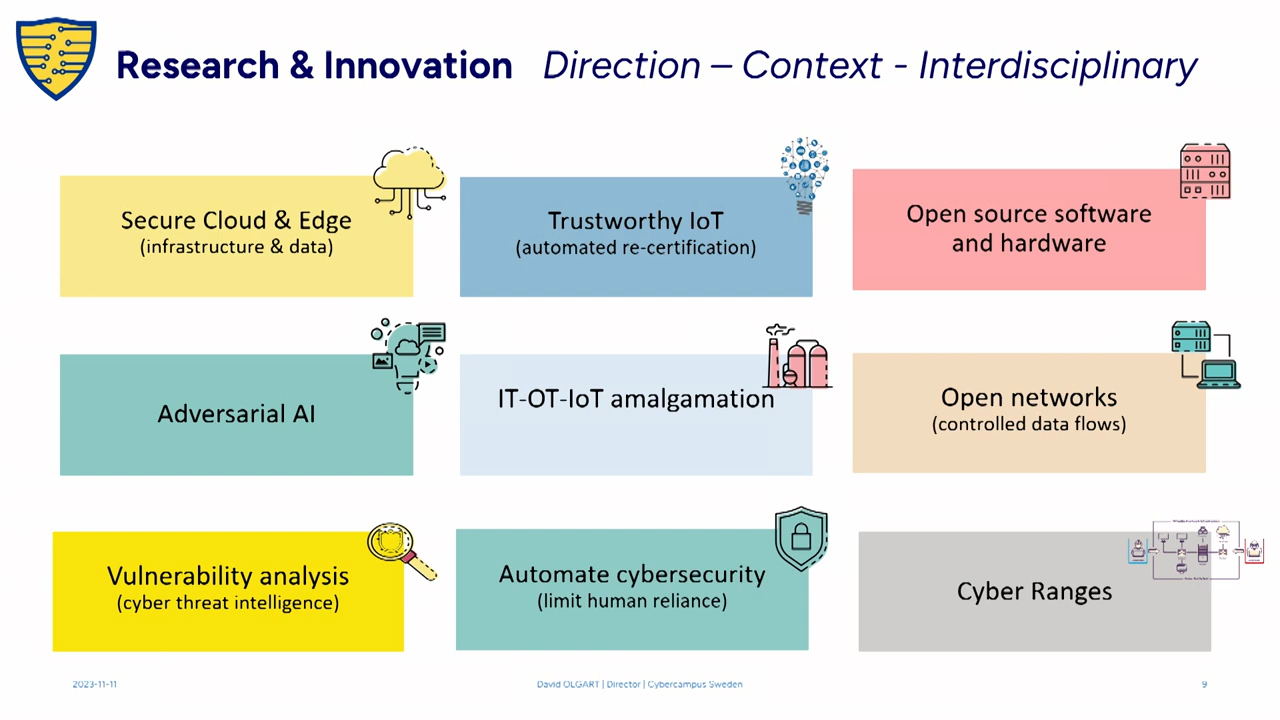 Research & Innovation Direction – Context - Interdisciplinary
Secure Cloud & Edge
(infrastructure & data)
Trustworthy IoT
(automated re-certification)
Open source software
and hardware
Adversarial AI
IT-OT-IoT amalgamation
Open networks
(controlled data flows)
Vulnerability analysis
(cyber threat intelligence)
Automate cybersecurity
(limit human reliance)
Cyber Ranges
2023-11-11
David OLGART | Director | Cybercampus Sweden
9